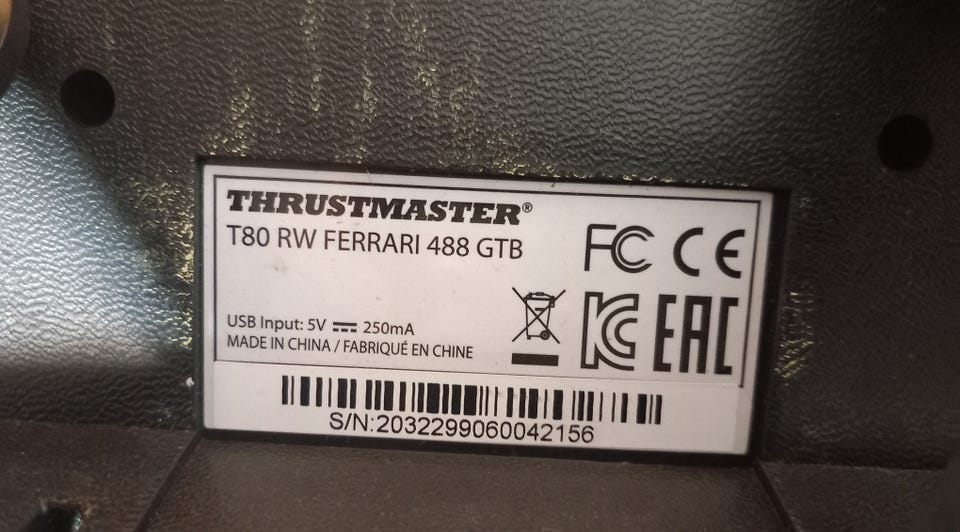 THRUSTMASTER®
T80 RW FERRARI 488 GTB
FC CE
USB Input: 5V ⎓ 250mA
MADE IN CHINA / FABRIQUÉ EN CHINE
KC EAC
S/N:2032299060042156